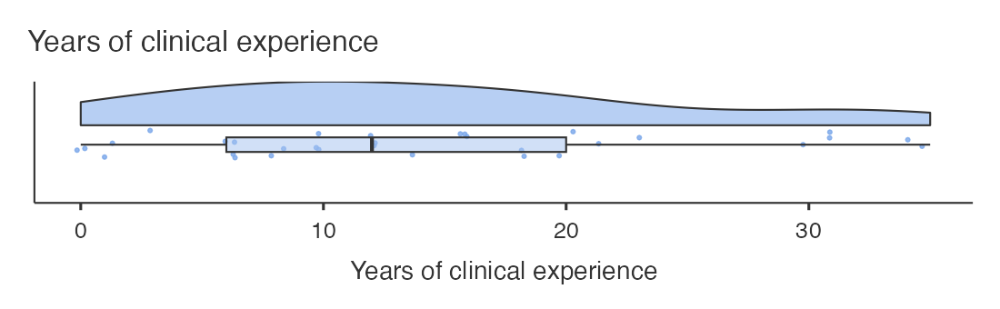 Years of clinical experience
0 10 20 30
Years of clinical experience